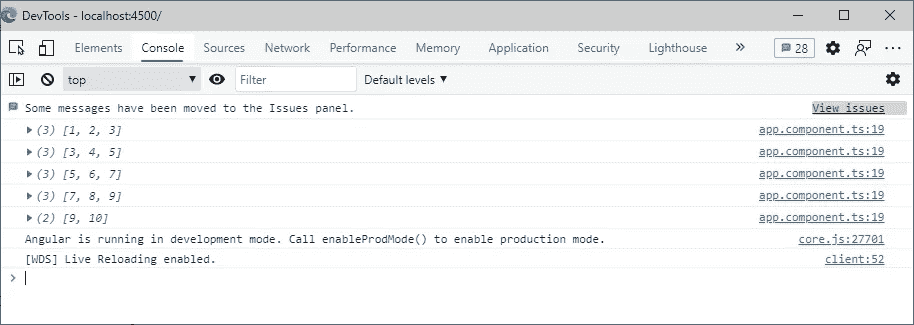 DevTools - localhost:4500/
Elements Console Sources Network Performance Memory Application Security Lighthouse » 28
top Filter Default levels
Some messages have been moved to the Issues panel. View issues
(3) [1, 2, 3] app.component.ts:19
(3) [3, 4, 5] app.component.ts:19
(3) [5, 6, 7] app.component.ts:19
(3) [7, 8, 9] app.component.ts:19
(2) [9, 10] app.component.ts:19
Angular is running in development mode. Call enableProdMode() to enable production mode. core.js:27701
[WDS] Live Reloading enabled. client:52
>